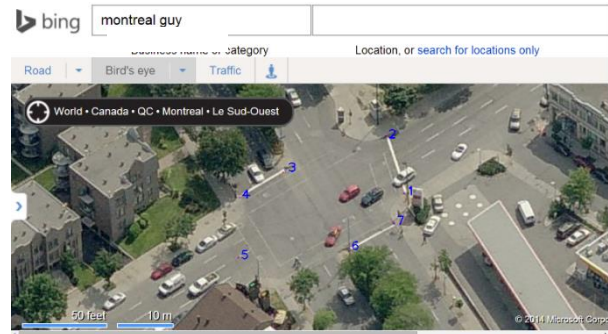 bing
montreal guy
Business name or category
Location, or search for locations only
Road
Bird's eye
Traffic
World • Canada • QC • Montreal • Le Sud-Ouest
2
3
4
1
7
5
6
50 feet
10 m
© 2014 Microsoft Corpo